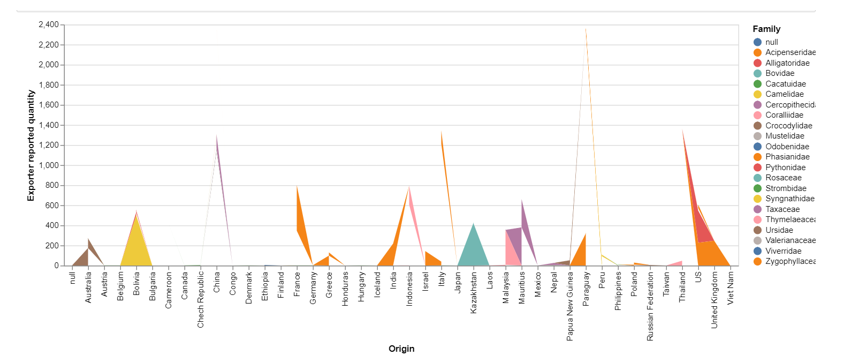 Exporter reported quantity
2,400
2,200
2,000
1,800
1,600
1,400
1,200
1,000
800
600
400
200
0
null
Australia
Austria
Belgium
Bolivia
Bulgaria
Cameroon
Canada
Chech Republic
China
Congo
Denmark
Ethiopia
Finland
France
Germany
Greece
Honduras
Hungary
Iceland
India
Indonesia
Israel
Italy
Japan
Kazakhstan
Laos
Malaysia
Mauritius
Mexico
Nepal
Papua New Guinea
Paraguay
Peru
Philippines
Poland
Russian Federation
Taiwan
Thailand
US
United Kingdom
Viet Nam
Origin
Family
null
Acipenseridae
Alligatoridae
Bovidae
Cacatuidae
Camelidae
Cercopithecida
Coralliidae
Crocodylidae
Mustelidae
Odobenidae
Phasianidae
Pythonidae
Rosaceae
Strombidae
Syngnathidae
Taxaceae
Thymelaeacea
Ursidae
Valerianaceae
Viverridae
Zygophyllacea